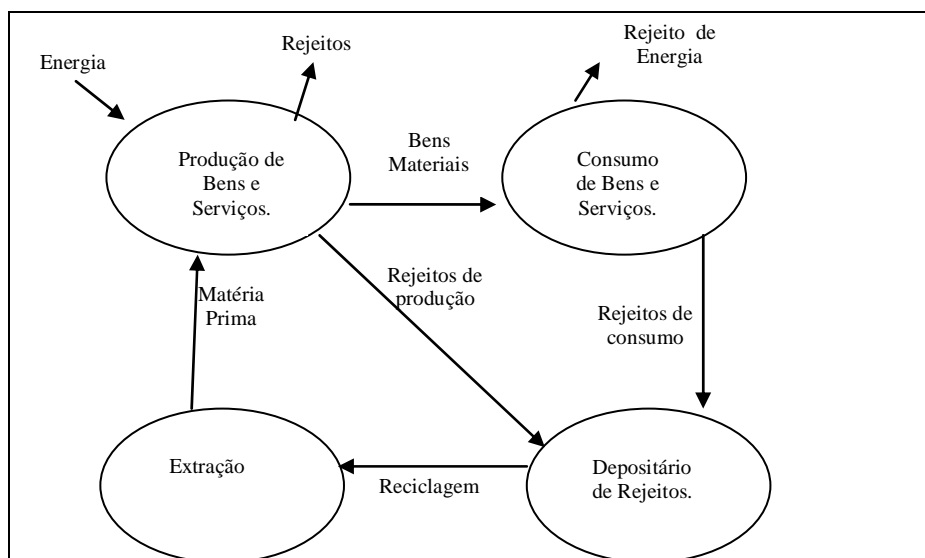 Energia
Rejeitos
Rejeito de
Energia
Produção de
Bens e
Serviços.
Bens
Materiais
Consumo
de Bens e
Serviços.
Matéria
Prima
Rejeitos de
produção
Rejeitos de
consumo
Extração
Reciclagem
Depositário
de Rejeitos.